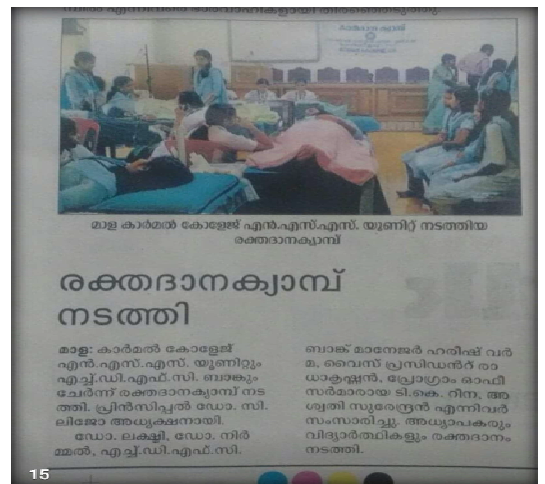 മാള കാർമൽ കോളേജ് എൻ.എസ്.എസ്. യൂണിറ്റ് നടത്തിയ
രക്തദാനക്യാമ്പ്
രക്തദാനക്യാമ്പ്
നടത്തി
മാള: കാർമൽ കോളേജ്
എൻ.എസ്.എസ്. യൂണിറ്റും
എച്ച്.ഡി.എഫ്.സി. ബാങ്കും
ചേർന്ന് രക്തദാനക്യാമ്പ് നട
ത്തി. പ്രിൻസിപ്പൽ ഡോ. സി.
ലിജോ അധ്യക്ഷനായി.
ഡോ. ലക്ഷ്മി, ഡോ. നിർ
മ്മൽ, എച്ച്.ഡി.എഫ്.സി.
ബാങ്ക് മാനേജർ ഹരീഷ് വർ
മ, വൈസ് പ്രസിഡൻറ് രാ
ധാകൃഷ്ണൻ, പ്രോഗ്രാം ഓഫീ
സർമാരായ ടി.കെ. റീന, അ
ശ്വതി സുരേന്ദ്രൻ എന്നിവർ
സംസാരിച്ചു. അധ്യാപകരും
വിദ്യാർത്ഥികളും രക്തദാനം
നടത്തി.
15